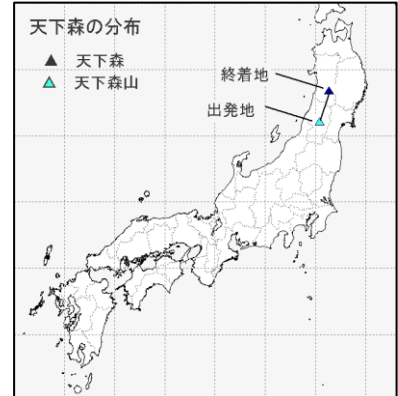 天下森の分布
▲ 天下森
▲ 天下森山
終着地
出発地